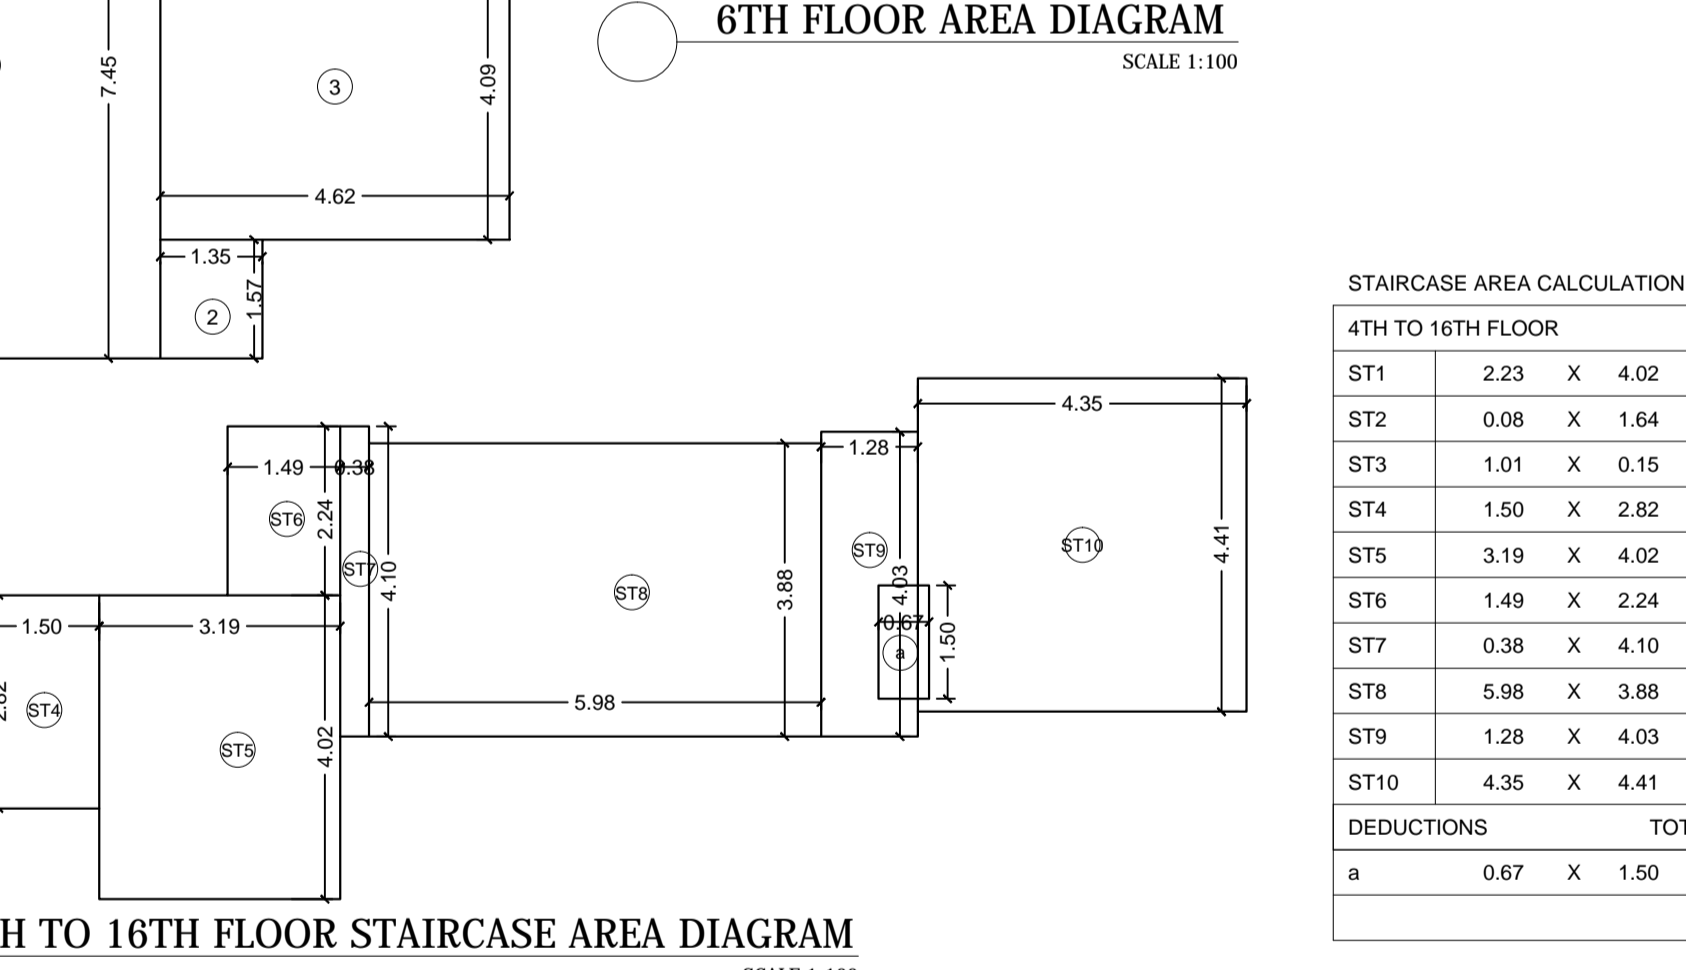 6TH FLOOR AREA DIAGRAM
SCALE 1:100
7.45
3
4.09
4.62
1.35
1.57
2
4.35
1.49
0.38
1.28
ST6
2.24
ST7
4.10
ST8
3.88
ST9
4.03
ST10
4.41
1.50
3.19
0.67
1.50
a
5.98
ST4
ST5
4.02
H TO 16TH FLOOR STAIRCASE AREA DIAGRAM
STAIRCASE AREA CALCULATION
4TH TO 16TH FLOOR
ST1 2.23 X 4.02
ST2 0.08 X 1.64
ST3 1.01 X 0.15
ST4 1.50 X 2.82
ST5 3.19 X 4.02
ST6 1.49 X 2.24
ST7 0.38 X 4.10
ST8 5.98 X 3.88
ST9 1.28 X 4.03
ST10 4.35 X 4.41
DEDUCTIONS TOT
a 0.67 X 1.50